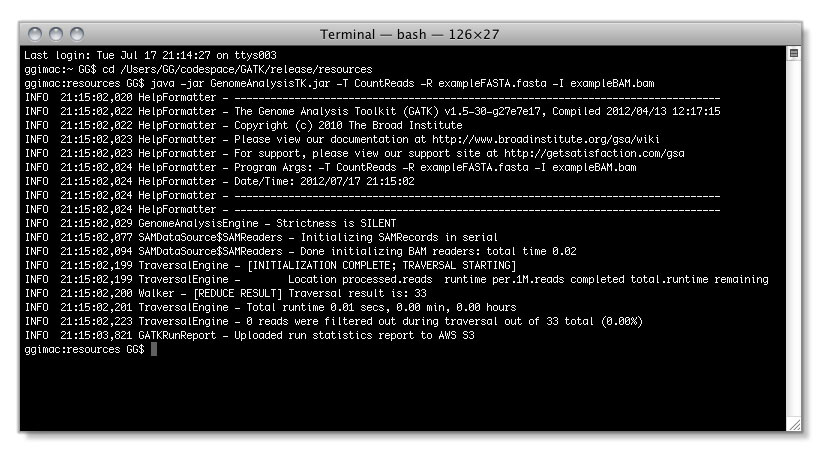 Terminal — bash — 126×27
Last login: Tue Jul 17 21:14:27 on ttys003
ggimac:~ GG$ cd /Users/GG/codespace/GATK/release/resources
ggimac:resources GG$ java -jar GenomeAnalysisTK.jar -T CountReads -R exampleFASTA.fasta -I exampleBAM.bam
INFO  21:15:02,020 HelpFormatter - ---------------------------------------------------------------------------------
INFO  21:15:02,022 HelpFormatter - The Genome Analysis Toolkit (GATK) v1.5-30-g27e7e17, Compiled 2012/04/13 12:17:15
INFO  21:15:02,022 HelpFormatter - Copyright (c) 2010 The Broad Institute
INFO  21:15:02,023 HelpFormatter - Please view our documentation at http://www.broadinstitute.org/gsa/wiki
INFO  21:15:02,023 HelpFormatter - For support, please view our support site at http://getsatisfaction.com/gsa
INFO  21:15:02,024 HelpFormatter - Program Args: -T CountReads -R exampleFASTA.fasta -I exampleBAM.bam
INFO  21:15:02,024 HelpFormatter - Date/Time: 2012/07/17 21:15:02
INFO  21:15:02,024 HelpFormatter - ---------------------------------------------------------------------------------
INFO  21:15:02,024 HelpFormatter - ---------------------------------------------------------------------------------
INFO  21:15:02,029 GenomeAnalysisEngine - Strictness is SILENT
INFO  21:15:02,077 SAMDataSource$SAMReaders - Initializing SAMRecords in serial
INFO  21:15:02,094 SAMDataSource$SAMReaders - Done initializing BAM readers: total time 0.02
INFO  21:15:02,199 TraversalEngine - [INITIALIZATION COMPLETE; TRAVERSAL STARTING]
INFO  21:15:02,199 TraversalEngine -        Location processed.reads  runtime per.1M.reads completed total.runtime remaining
INFO  21:15:02,200 Walker - [REDUCE RESULT] Traversal result is: 33
INFO  21:15:02,201 TraversalEngine - Total runtime 0.01 secs, 0.00 min, 0.00 hours
INFO  21:15:02,223 TraversalEngine - 0 reads were filtered out during traversal out of 33 total (0.00%)
INFO  21:15:03,821 GATKRunReport - Uploaded run statistics report to AWS S3
ggimac:resources GG$